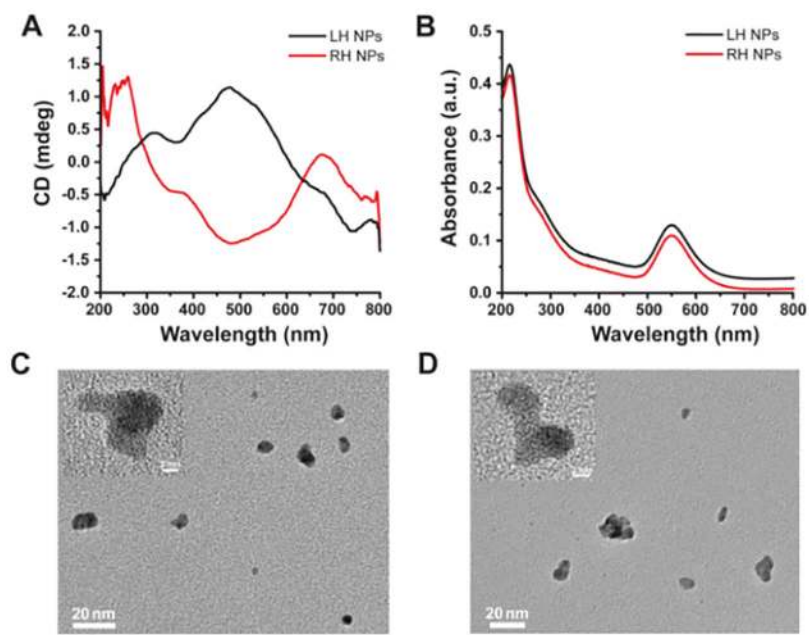 A
LH NPs
RH NPs
CD (mdeg)
2.0
1.5
1.0
0.5
0.0
-0.5
-1.0
-1.5
-2.0
200 300 400 500 600 700 800
Wavelength (nm)
B
LH NPs
RH NPs
Absorbance (a.u.)
0.5
0.4
0.3
0.2
0.1
0.0
200 300 400 500 600 700 800
Wavelength (nm)
C
20 nm
D
20 nm